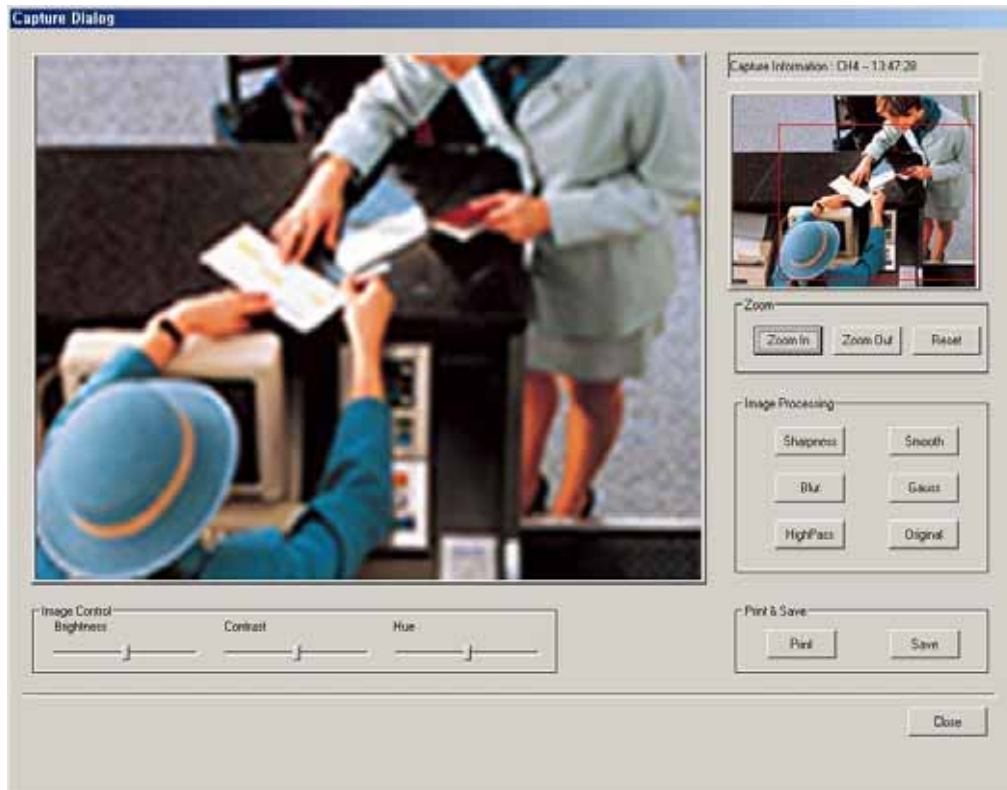 Capture Dialog
Capture Information : CH4 - 13:47:28
Zoom
Zoom In
Zoom Out
Reset
Image Processing
Sharpness
Smooth
Blur
Gauss
HighPass
Original
Image Control
Brightness
Contrast
Hue
Print & Save
Print
Save
Close